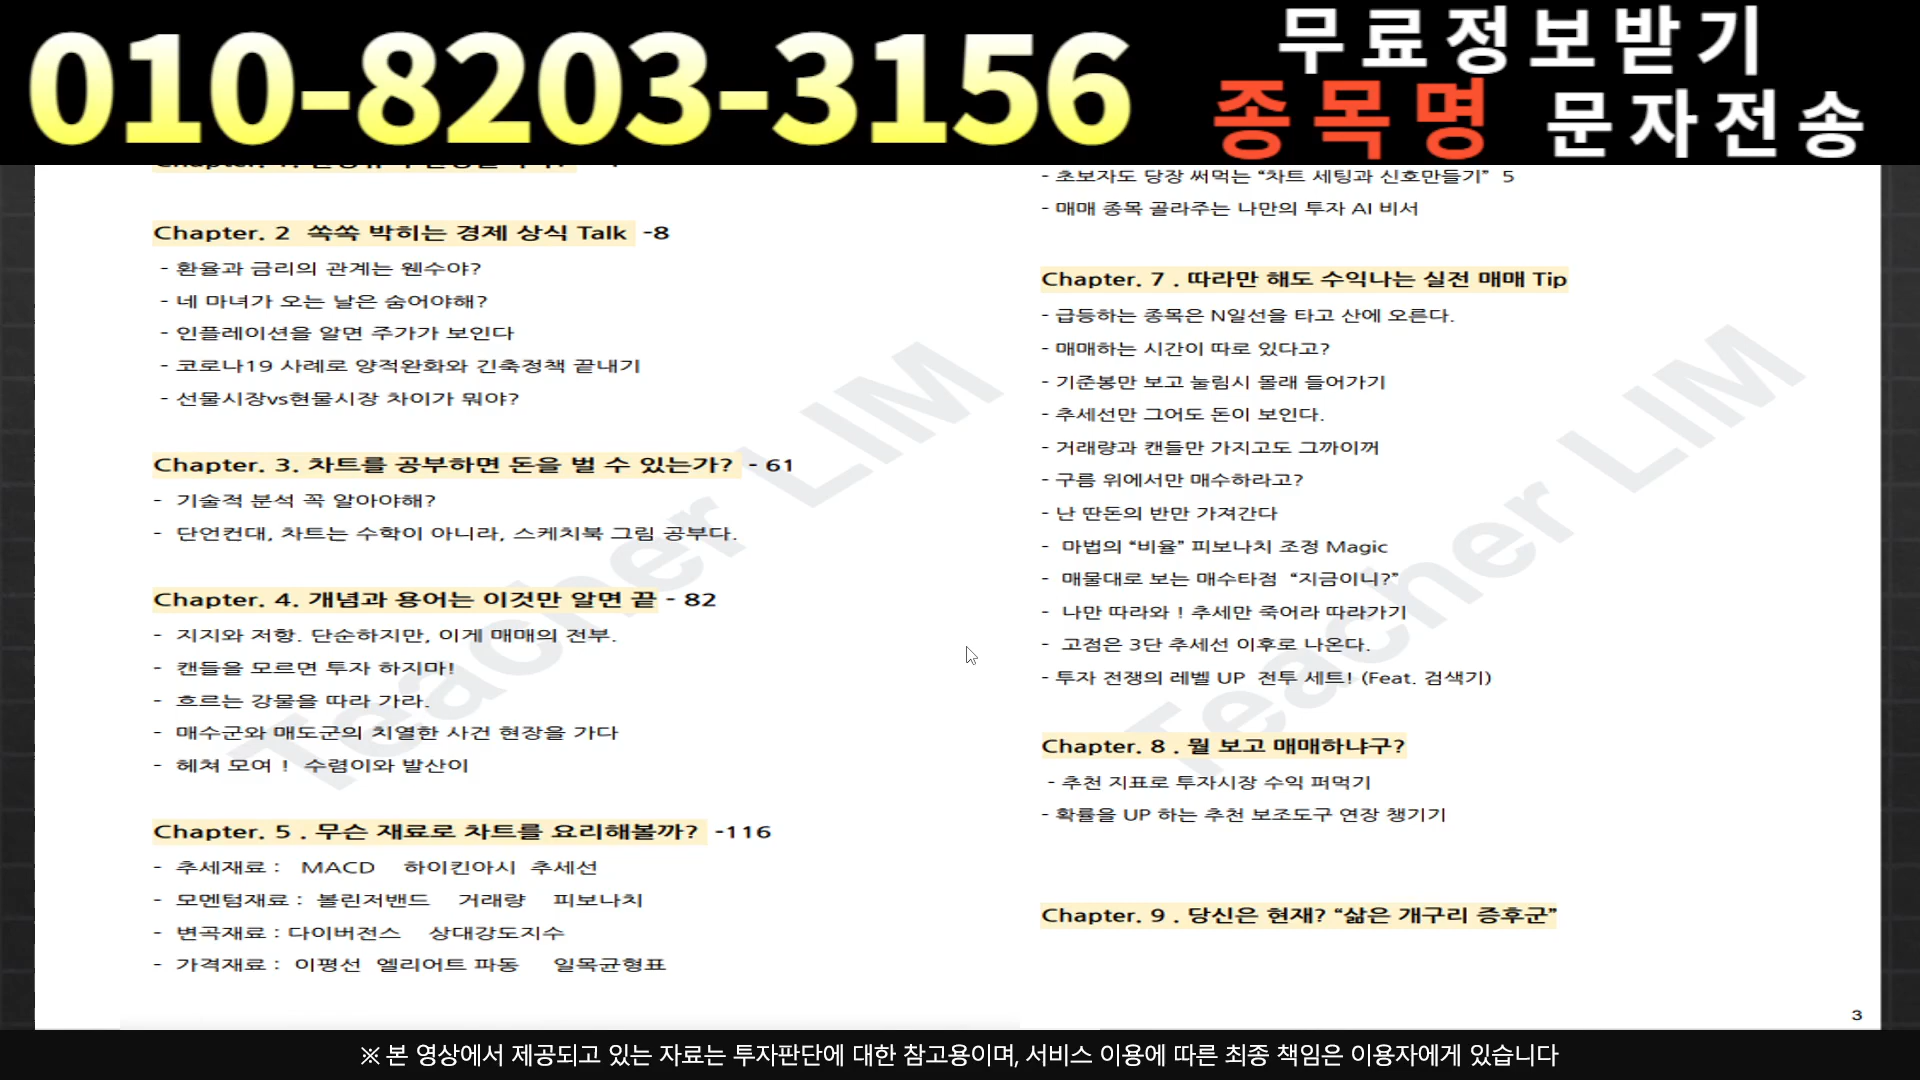 010-8203-3156
무료정보받기
종목명 문자전송
Chapter. 2 쏙쏙 박히는 경제 상식 Talk -8
- 환율과 금리의 관계는 웬수야?
- 네 마녀가 오는 날은 숨어야해?
- 인플레이션을 알면 주가가 보인다
- 코로나19 사례로 양적완화와 긴축정책 끝내기
- 선물시장vs현물시장 차이가 뭐야?
Chapter. 3. 차트를 공부하면 돈을 벌 수 있는가? - 61
- 기술적 분석 꼭 알아야해?
- 단언컨대, 차트는 수학이 아니라, 스케치북 그림 공부다.
Chapter. 4. 개념과 용어는 이것만 알면 끝 - 82
- 지지와 저항. 단순하지만, 이게 매매의 전부.
- 캔들을 모르면 투자 하지마!
- 흐르는 강물을 따라 가라.
- 매수군와 매도군의 치열한 사건 현장을 가다
- 헤쳐 모여 ! 수렴이와 발산이
Chapter. 5 . 무슨 재료로 차트를 요리해볼까? -116
- 추세재료 : MACD 하이킨아시 추세선
- 모멘텀재료 : 볼린저밴드 거래량 피보나치
- 변곡재료 : 다이버전스 상대강도지수
- 가격재료 : 이평선 엘리어트 파동 일목균형표
- 초보자도 당장 써먹는 “차트 세팅과 신호만들기” 5
- 매매 종목 골라주는 나만의 투자 AI 비서
Chapter. 7 . 따라만 해도 수익나는 실전 매매 Tip
- 급등하는 종목은 N일선을 타고 산에 오른다.
- 매매하는 시간이 따로 있다고?
- 기준봉만 보고 눌림시 몰래 들어가기
- 추세선만 그어도 돈이 보인다.
- 거래량과 캔들만 가지고도 그까이꺼
- 구름 위에서만 매수하라고?
- 난 딴돈의 반만 가져간다
- 마법의 “비율” 피보나치 조정 Magic
- 매물대로 보는 매수타점 “지금이니?”
- 나만 따라와 ! 추세만 죽어라 따라가기
- 고점은 3단 추세선 이후로 나온다.
- 투자 전쟁의 레벨 UP 전투 세트! (Feat. 검색기)
Chapter. 8 . 뭘 보고 매매하냐구?
- 추천 지표로 투자시장 수익 퍼먹기
- 확률을 UP 하는 추천 보조도구 연장 챙기기
Chapter. 9 . 당신은 현재? “삶은 개구리 증후군”
Teacher LIM
Teacher LIM
3
※ 본 영상에서 제공되고 있는 자료는 투자판단에 대한 참고용이며, 서비스 이용에 따른 최종 책임은 이용자에게 있습니다